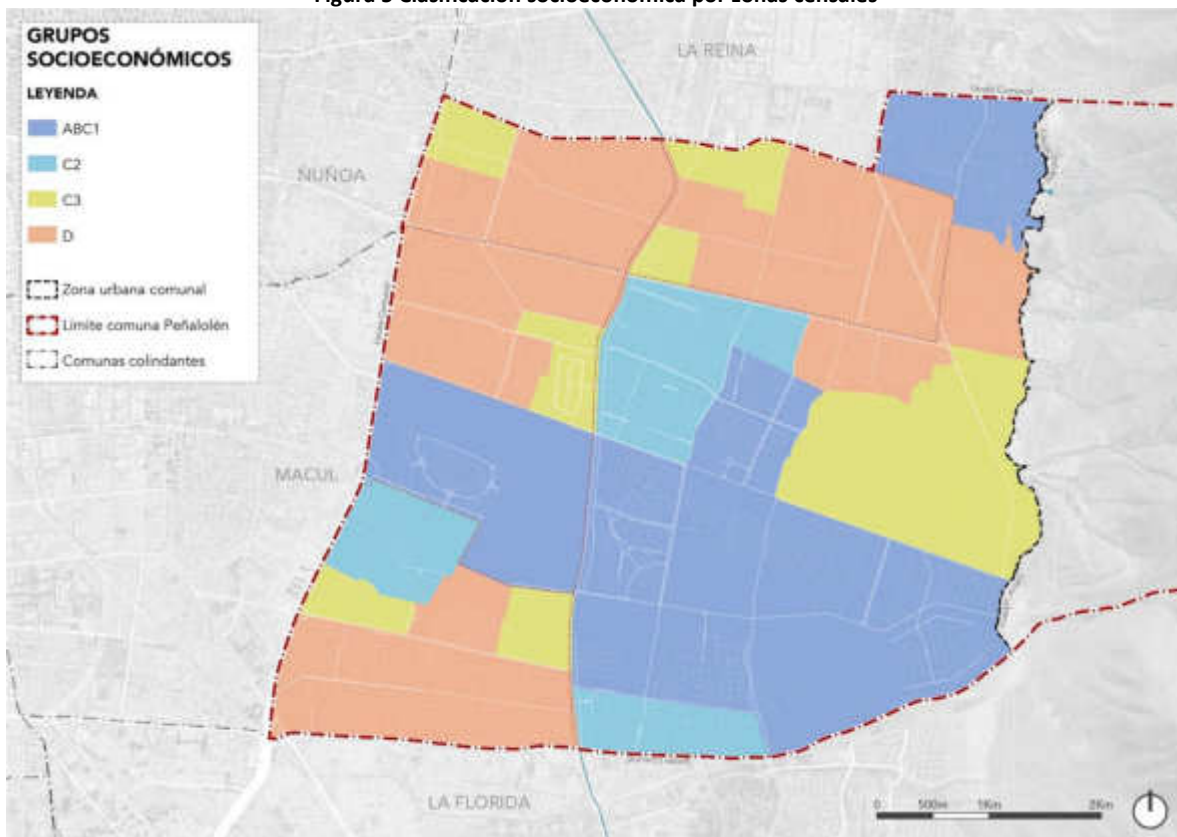 Figura 3 Clasificación socioeconómica por zonas censales
GRUPOS
SOCIOECONÓMICOS
LEYENDA
ABC1
C2
C3
D
Zona urbana comunal
Límite comuna Peñalolén
Comunas colindantes
LA REINA
ÑUÑOA
MACUL
LA FLORIDA
0 500m 1Km 2Km